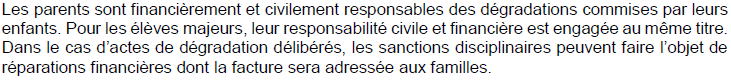 Les parents sont financièrement et civilement responsables des dégradations commises par leurs
enfants. Pour les élèves majeurs, leur responsabilité civile et financière est engagée au même titre.
Dans le cas d'actes de dégradation délibérés, les sanctions disciplinaires peuvent faire l'objet de
réparations financières dont la facture sera adressée aux familles.